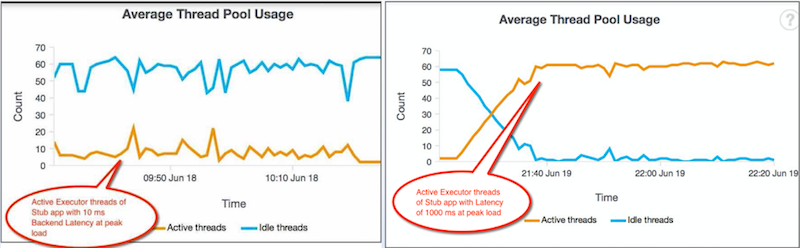 Average Thread Pool Usage
70
60
50
40
30
20
10
0
Count
09:50 Jun 18
10:10 Jun 18
Time
Active Executor threads of
Stub app with 10 ms
Backend Latency at peak
load
Active threads
Idle threads
Average Thread Pool Usage
?
70
60
50
40
30
20
10
0
Count
21:40 Jun 19
22:00 Jun 19
22:20 Jun 19
Time
Active Executor threads
of Stub app with Latency
of 1000 ms at peak load
Active threads
Idle threads